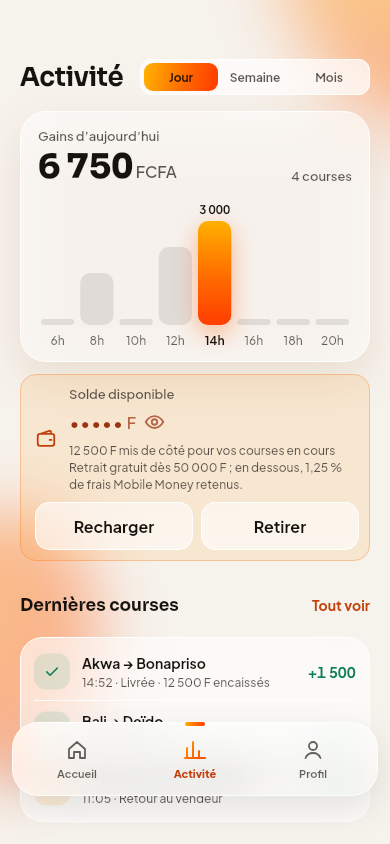 Activité
Jour
Semaine
Mois
Gains d'aujourd'hui
6 750 FCFA
4 courses
3 000
6h 8h 10h 12h 14h 16h 18h 20h
Solde disponible
••••• F
12 500 F mis de côté pour vos courses en cours
Retrait gratuit dès 50 000 F ; en dessous, 1,25 %
de frais Mobile Money retenus.
Recharger
Retirer
Dernières courses
Tout voir
Akwa → Bonapriso
14:52 · Livrée · 12 500 F encaissés
+1 500
Bali → Deïdo
11:05 · Retour au vendeur
Accueil
Activité
Profil